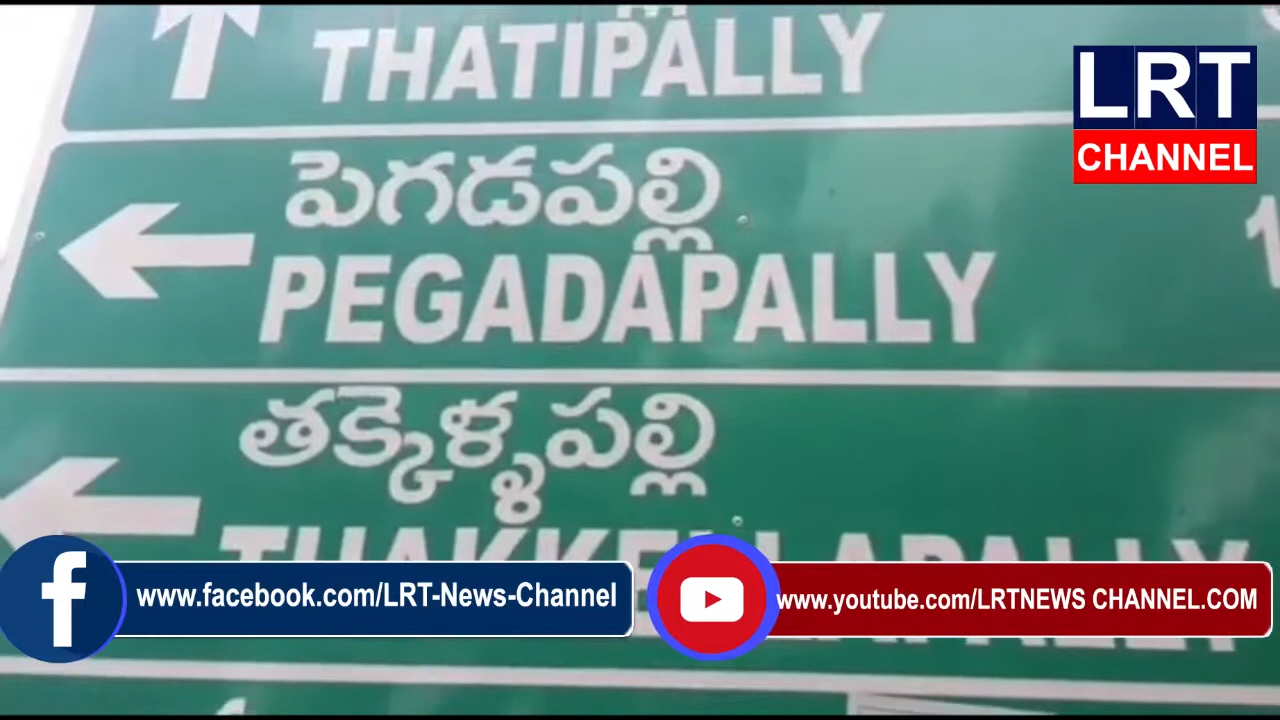 THATIPALLY
LRT
CHANNEL
పెగడపల్లి
PEGADAPALLY
తక్కెళ్ళపల్లి
www.facebook.com/LRT-News-Channel
www.youtube.com/LRTNEWS CHANNEL.COM